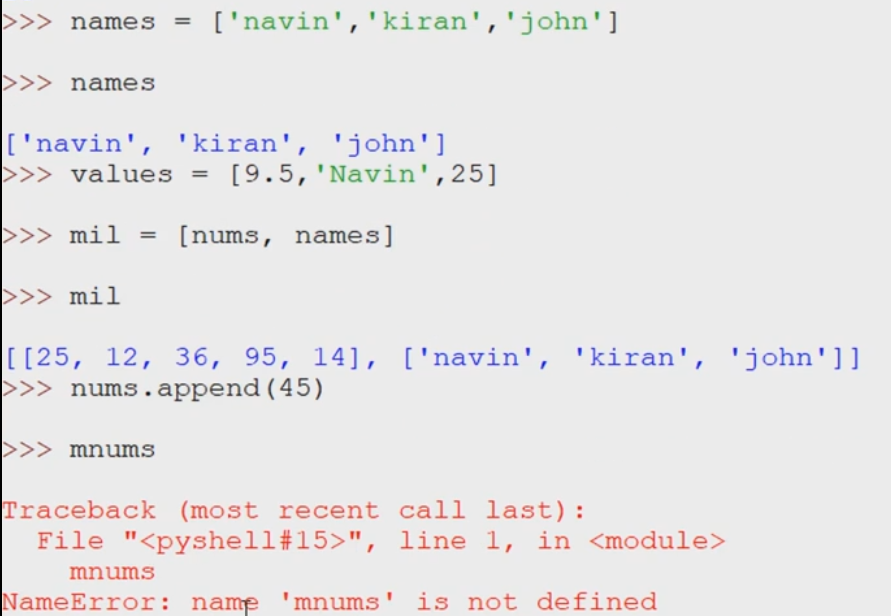 >>> names = ['navin','kiran','john']
>>> names
['navin', 'kiran', 'john']
>>> values = [9.5,'Navin',25]
>>> mil = [nums, names]
>>> mil
[[25, 12, 36, 95, 14], ['navin', 'kiran', 'john']]
>>> nums.append(45)
>>> mnums
Traceback (most recent call last):
  File "<pyshell#15>", line 1, in <module>
    mnums
NameError: name 'mnums' is not defined